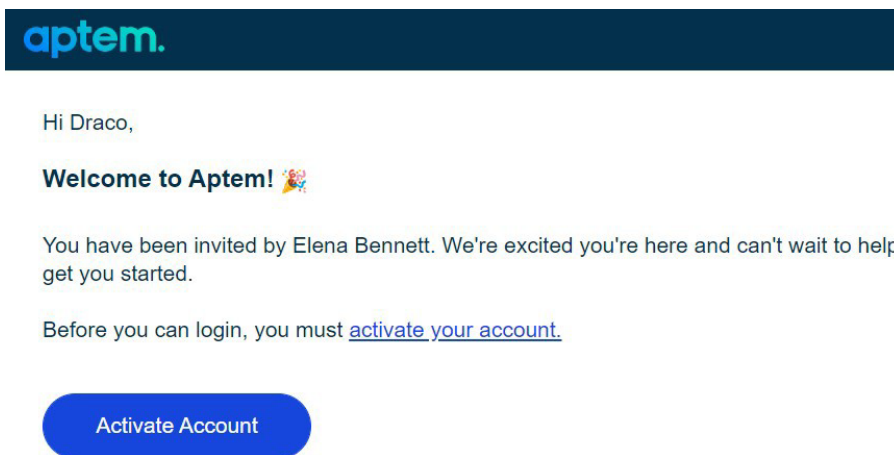 aptem.
Hi Draco,
Welcome to Aptem! 🎉
You have been invited by Elena Bennett. We're excited you're here and can't wait to help
get you started.
Before you can login, you must activate your account.
Activate Account